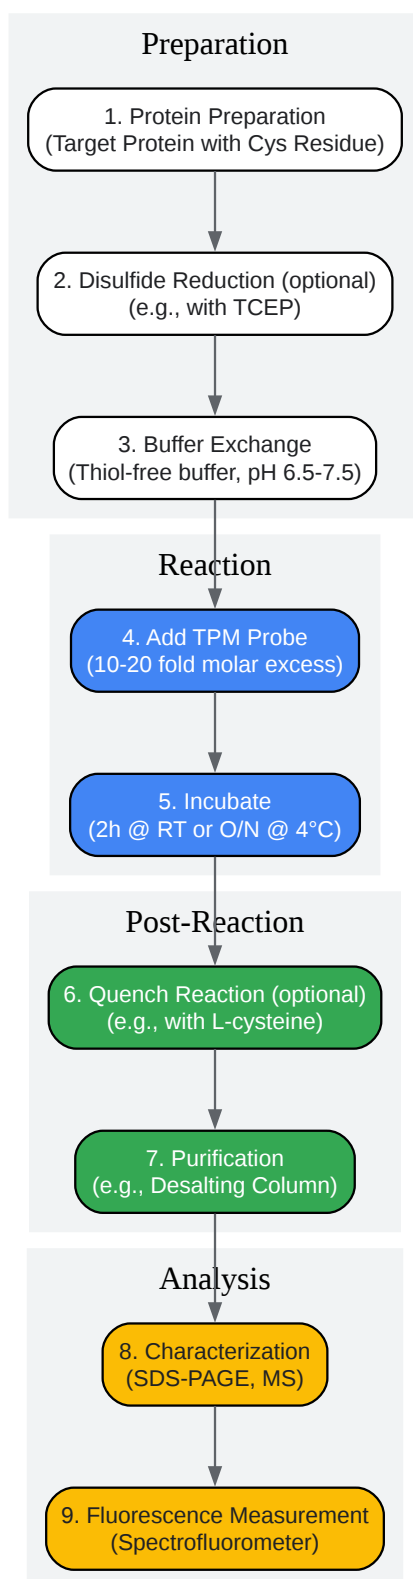 Preparation
1. Protein Preparation
(Target Protein with Cys Residue)
2. Disulfide Reduction (optional)
(e.g., with TCEP)
3. Buffer Exchange
(Thiol-free buffer, pH 6.5-7.5)
Reaction
4. Add TPM Probe
(10-20 fold molar excess)
5. Incubate
(2h @ RT or O/N @ 4°C)
Post-Reaction
6. Quench Reaction (optional)
(e.g., with L-cysteine)
7. Purification
(e.g., Desalting Column)
Analysis
8. Characterization
(SDS-PAGE, MS)
9. Fluorescence Measurement
(Spectrofluorometer)